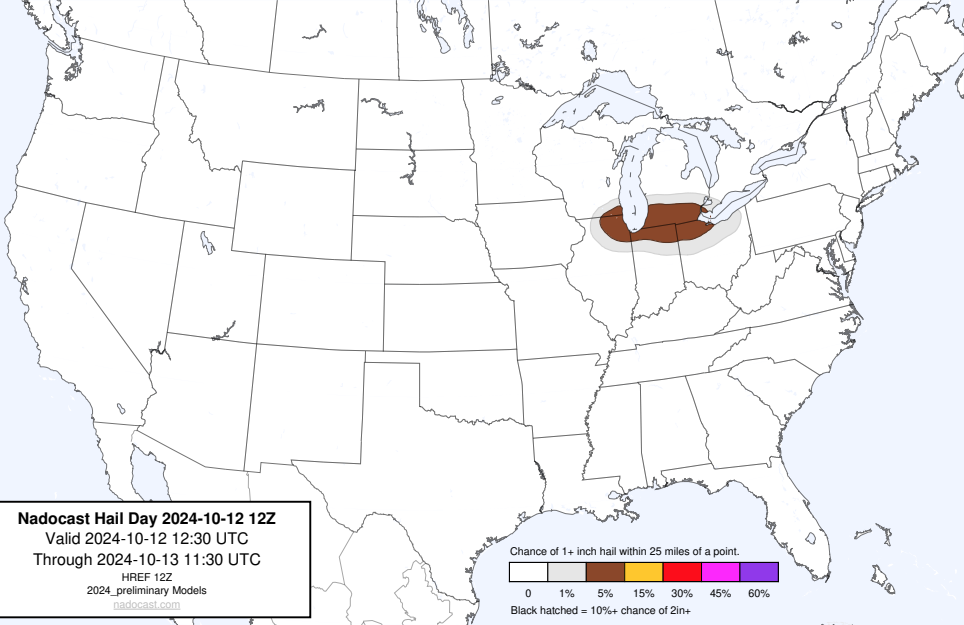 Nadocast Hail Day 2024-10-12 12Z
Valid 2024-10-12 12:30 UTC
Through 2024-10-13 11:30 UTC
HREF 12Z
2024_preliminary Models
nadocast.com
Chance of 1+ inch hail within 25 miles of a point.
0 1% 5% 15% 30% 45% 60%
Black hatched = 10%+ chance of 2in+